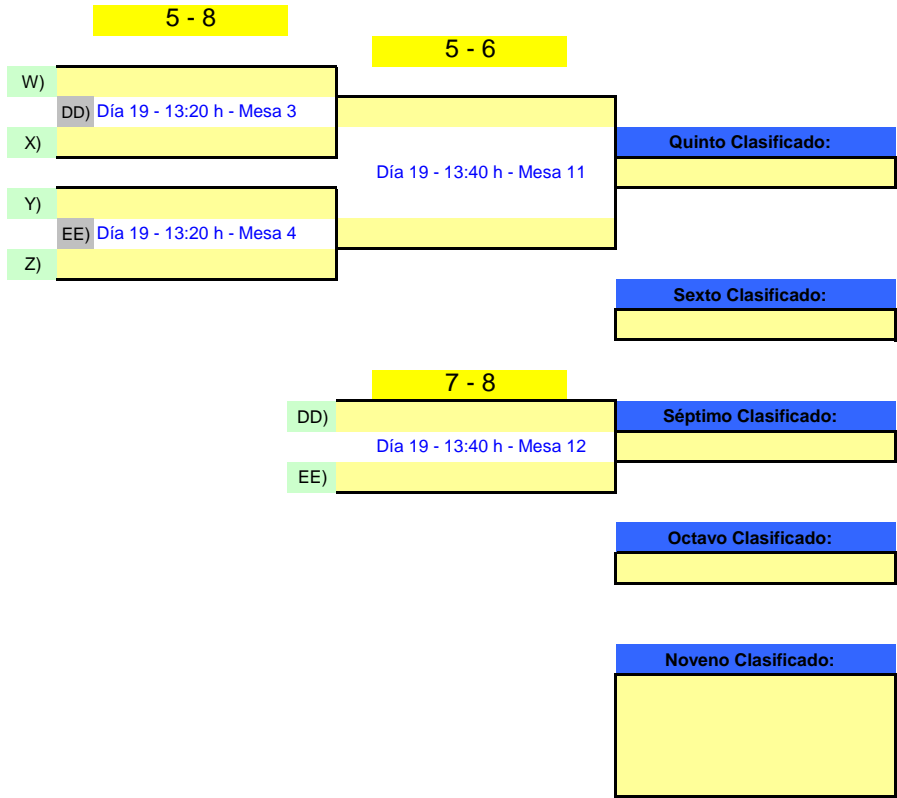 5 - 8
5 - 6
W)
DD) Día 19 - 13:20 h - Mesa 3
X)
Quinto Clasificado:
Día 19 - 13:40 h - Mesa 11
Y)
EE) Día 19 - 13:20 h - Mesa 4
Z)
Sexto Clasificado:
7 - 8
DD)
Séptimo Clasificado:
Día 19 - 13:40 h - Mesa 12
EE)
Octavo Clasificado:
Noveno Clasificado: